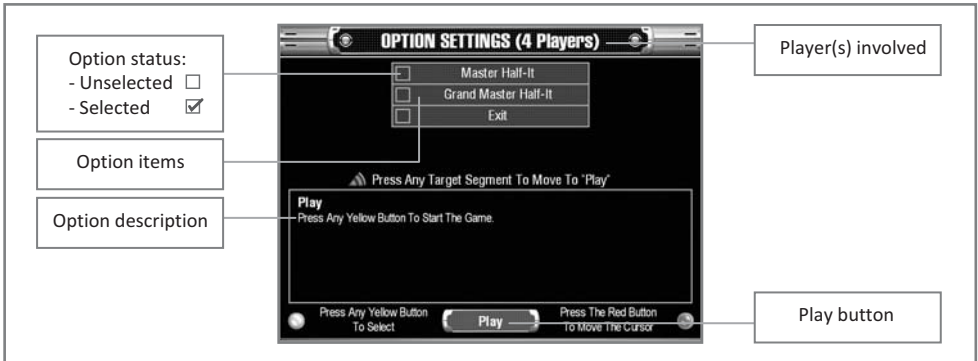 Option status:
- Unselected ☐
- Selected ☑
Option items
Option description
OPTION SETTINGS (4 Players)
Master Half-It
Grand Master Half-It
Exit
Press Any Target Segment To Move To "Play"
Play
Press Any Yellow Button To Start The Game.
Press Any Yellow Button
To Select
Play
Press The Red Button
To Move The Cursor
Player(s) involved
Play button